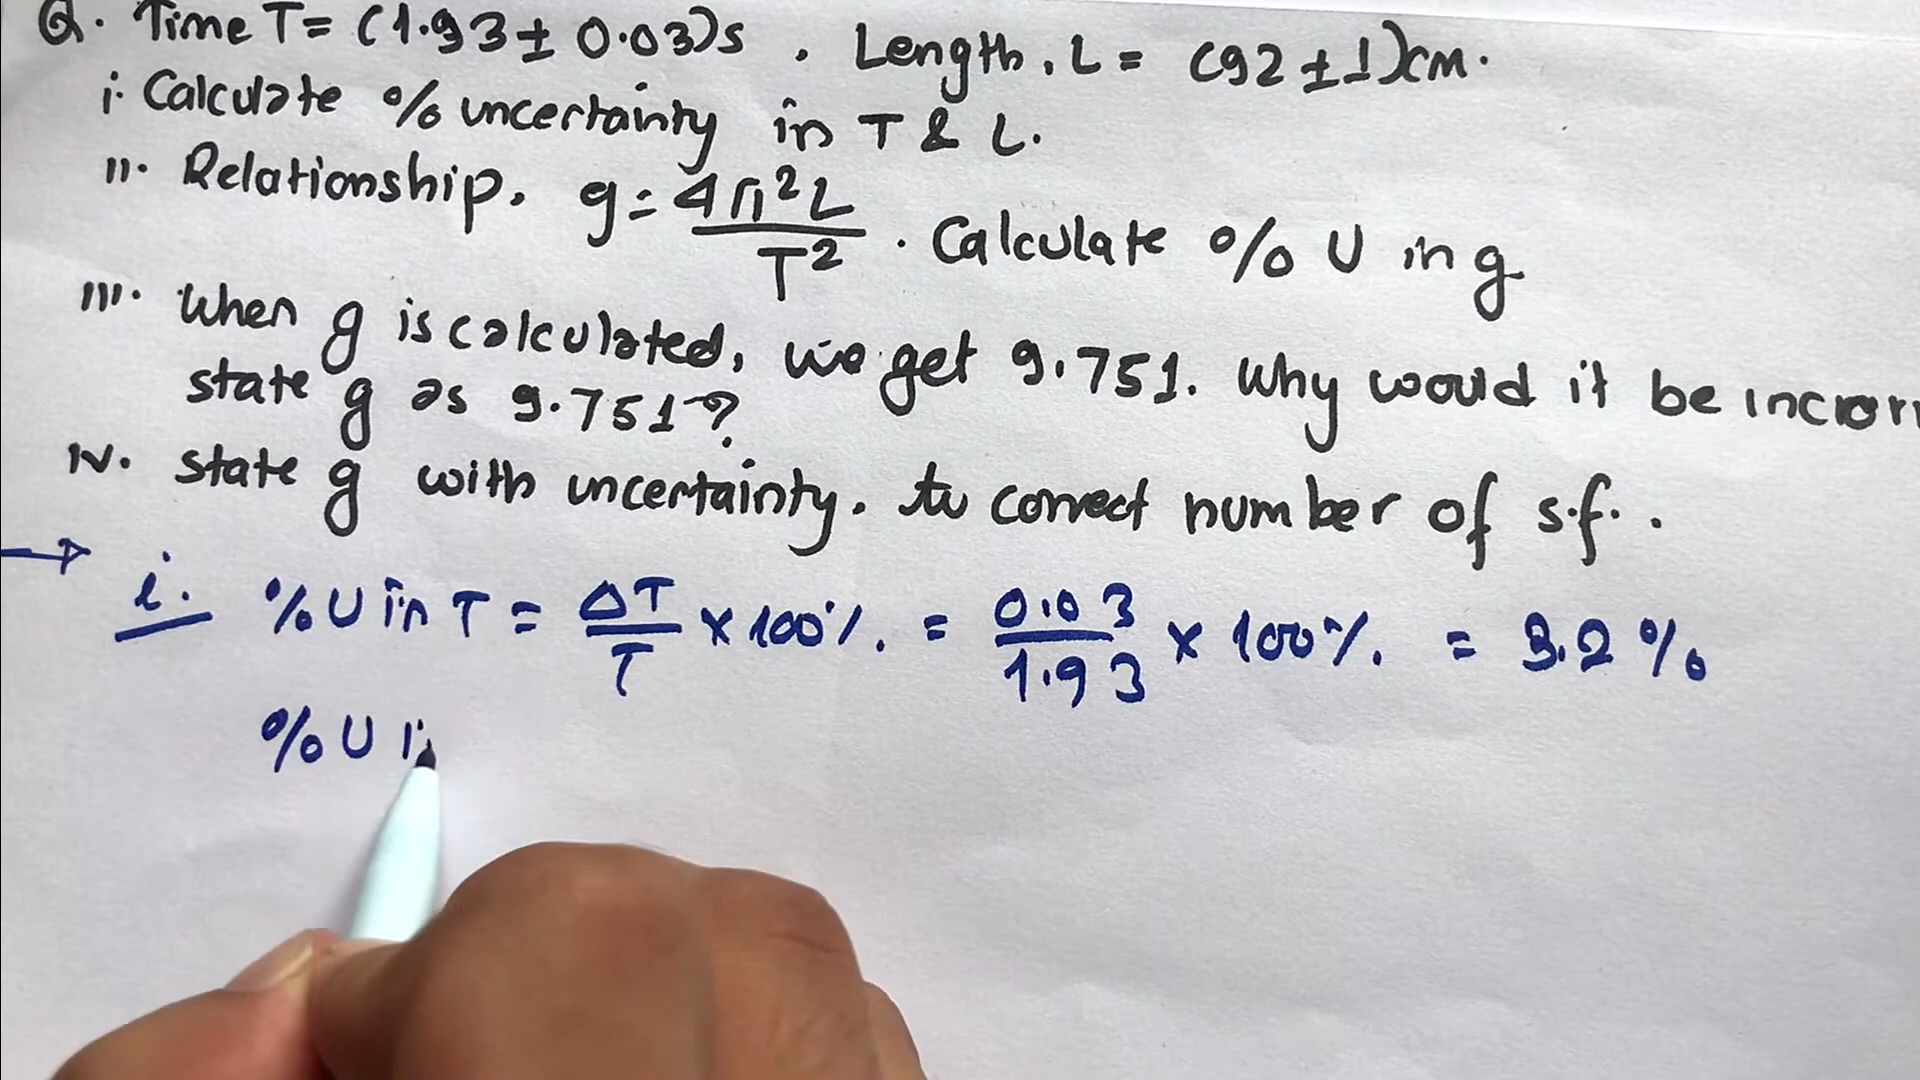 Q. Time T = (1.93 ± 0.03)s . Length, L = (92 ± 1)cm.
i. Calculate % uncertainty in T & L.
ii. Relationship. g = 4π²L / T² . Calculate % U in g
iii. When g is calculated, we get 9.751. Why would it be
state g as 9.751?
iv. state g with uncertainty. to correct number of s.f. .
→ i. % U in T = ΔT / T × 100%. = 0.03 / 1.93 × 100%. = 3.2 %
% U i